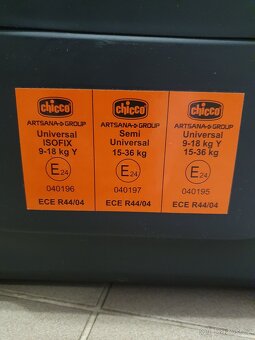 chicco
ARTSANA GROUP
Universal
ISOFIX
9-18 kg Y
E 24
040196
ECE R44/04
chicco
ARTSANA GROUP
Semi
Universal
15-36 kg
E 24
040197
ECE R44/04
chicco
ARTSANA GROUP
Universal
9-18 kg Y
15-36 kg
E 24
040195
ECE R44/04